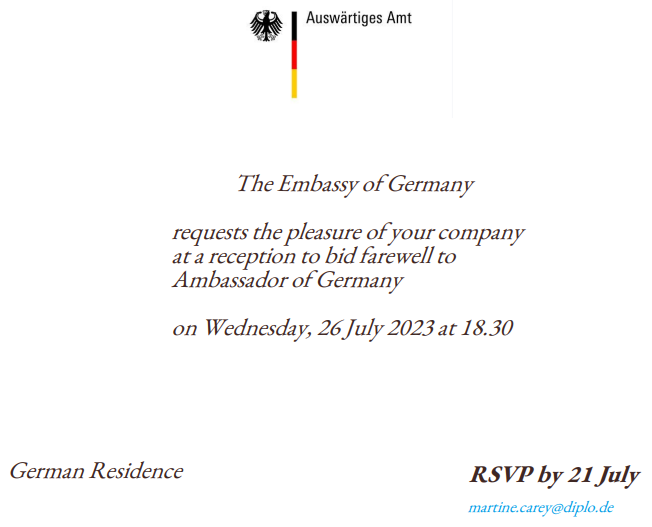 Auswärtiges Amt
The Embassy of Germany
requests the pleasure of your company
at a reception to bid farewell to
Ambassador of Germany
on Wednesday, 26 July 2023 at 18.30
German Residence
RSVP by 21 July
martine.carey@diplo.de